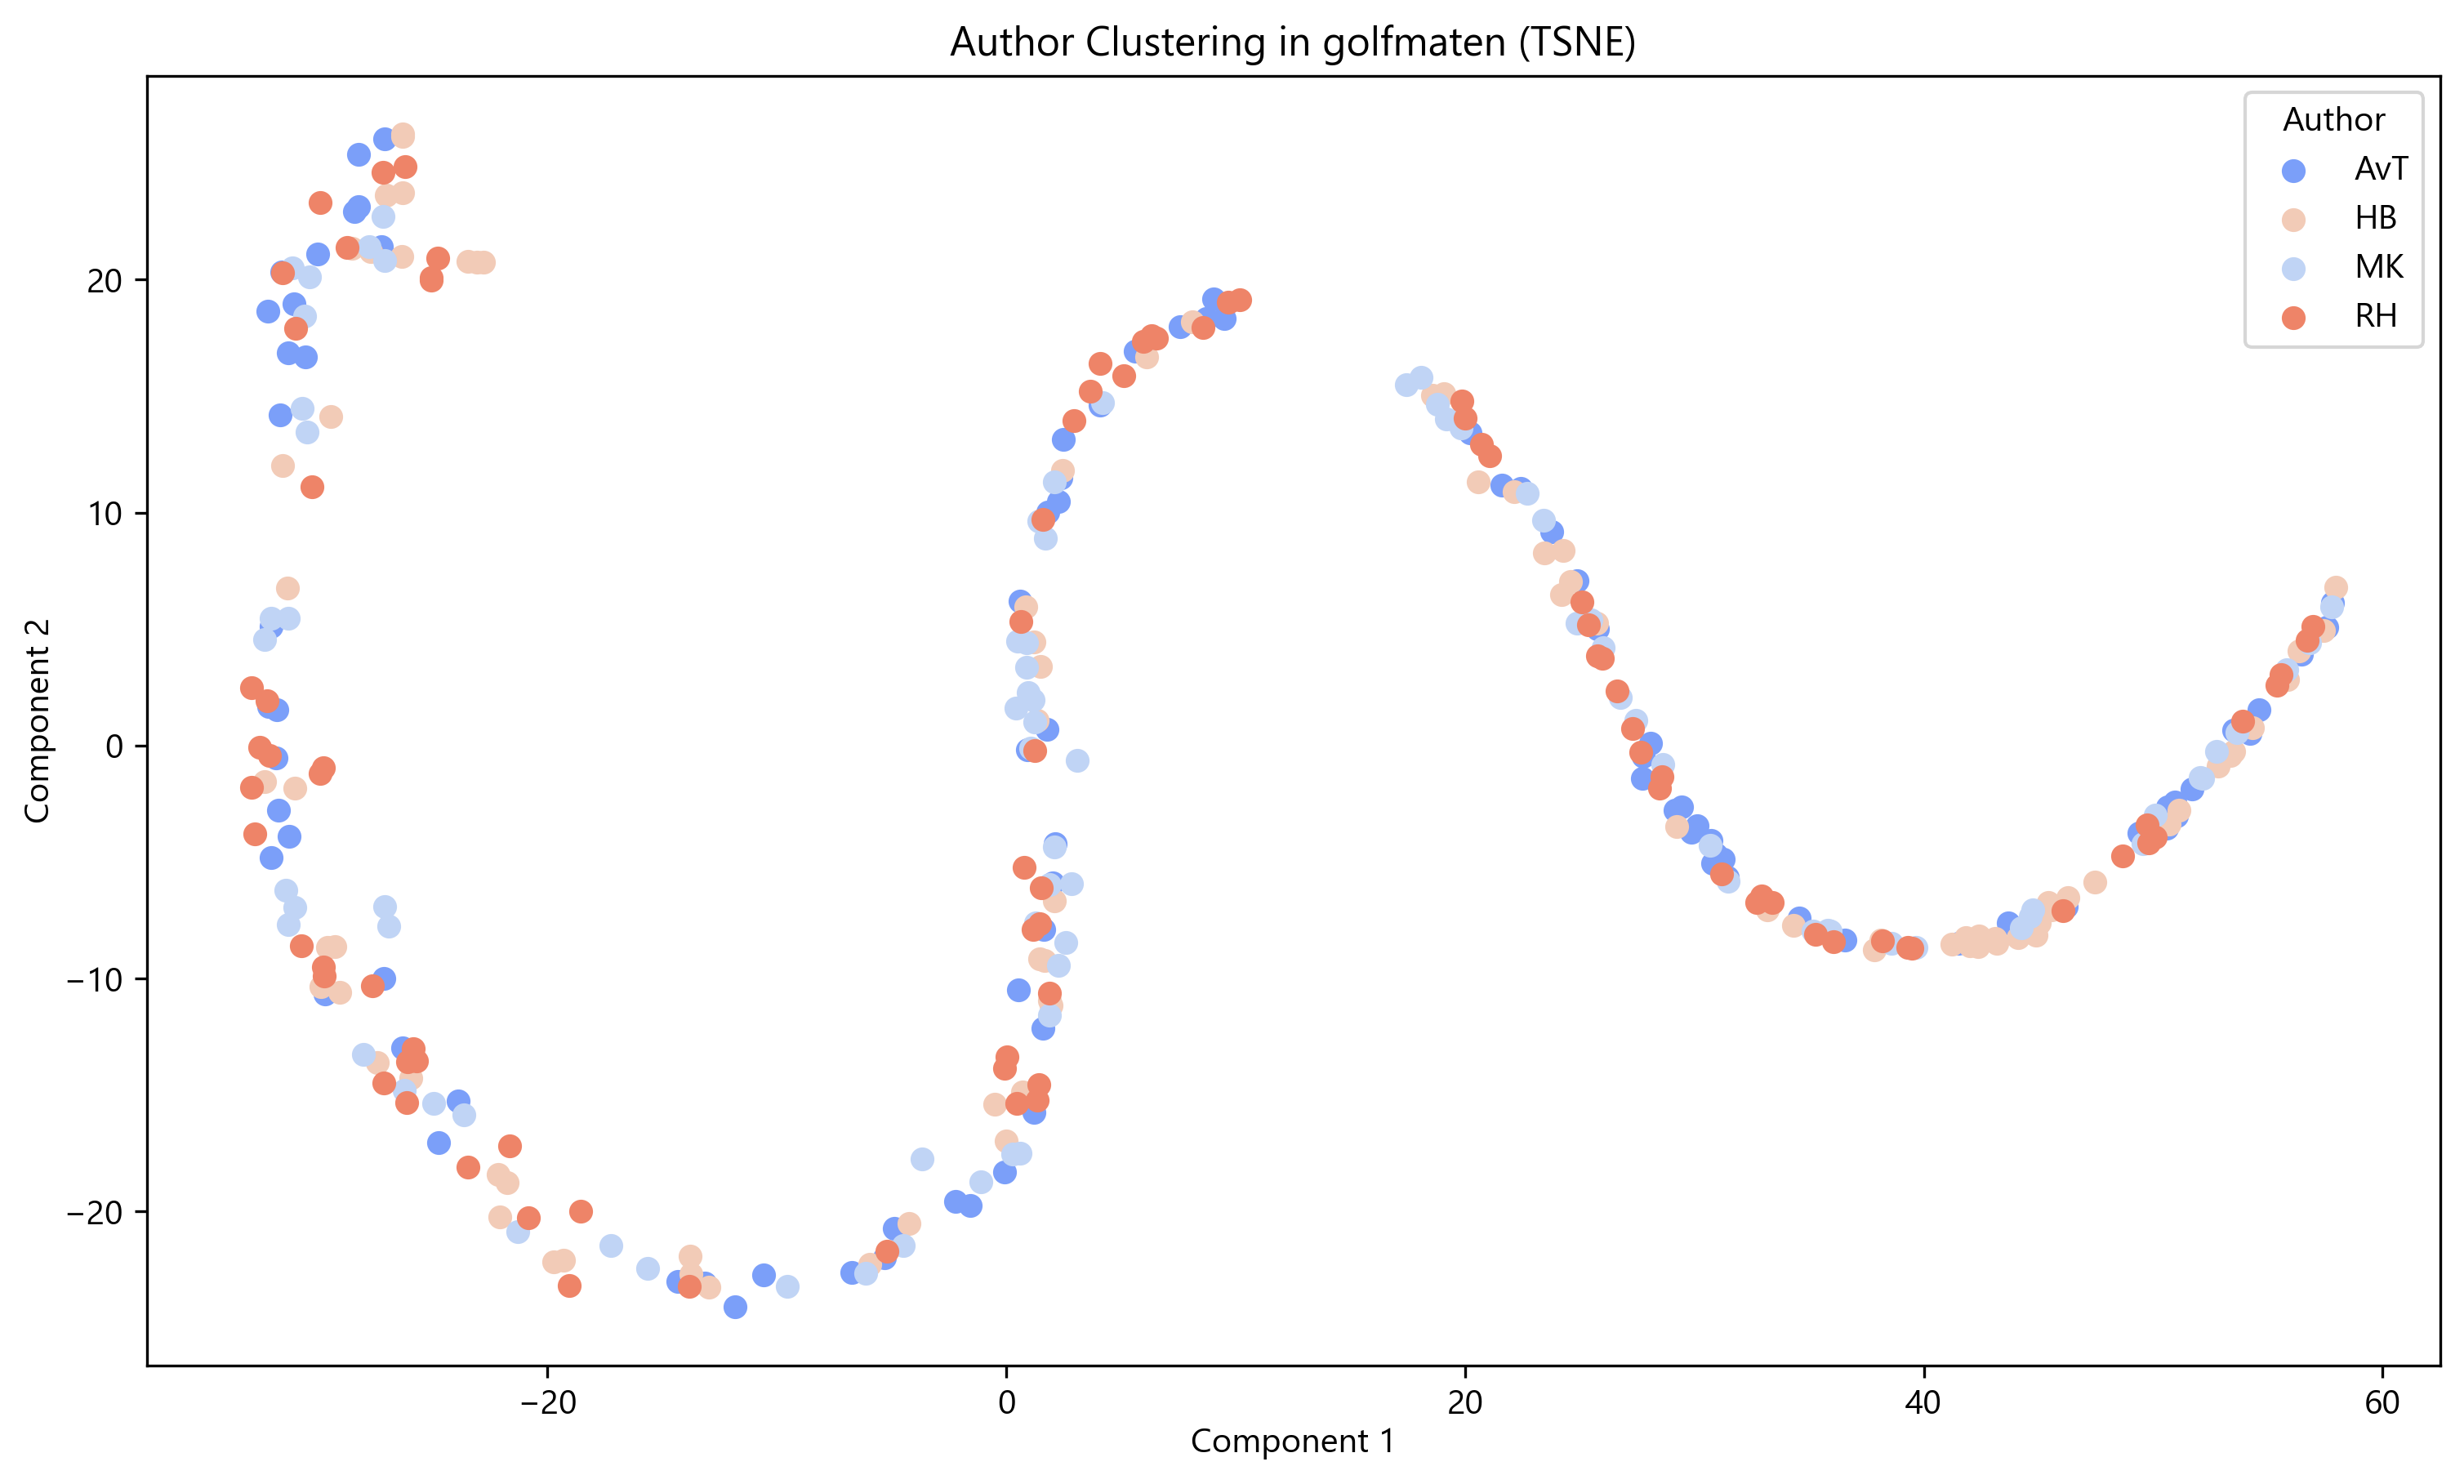 Author Clustering in golfmaten (TSNE)
Author
AvT
HB
MK
RH
20
10
0
−10
−20
Component 2
−20
0
20
40
60
Component 1